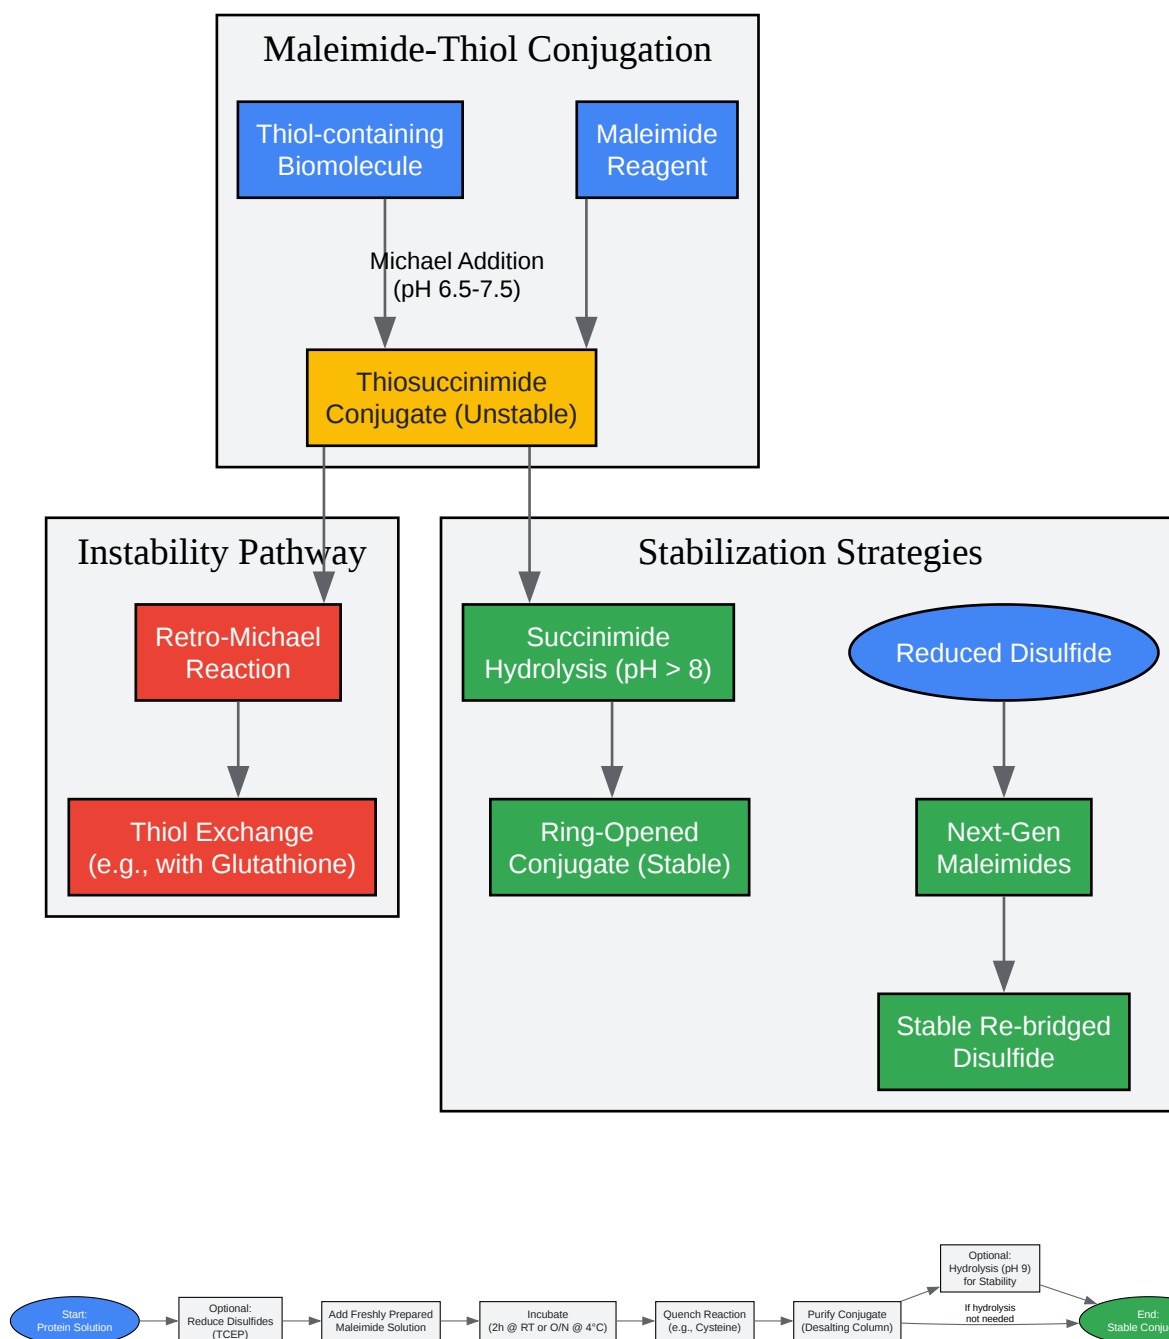 Maleimide-Thiol Conjugation
Thiol-containing
Biomolecule
Maleimide
Reagent
Michael Addition
(pH 6.5-7.5)
Thiosuccinimide
Conjugate (Unstable)
Instability Pathway
Retro-Michael
Reaction
Thiol Exchange
(e.g., with Glutathione)
Stabilization Strategies
Succinimide
Hydrolysis (pH > 8)
Ring-Opened
Conjugate (Stable)
Reduced Disulfide
Next-Gen
Maleimides
Stable Re-bridged
Disulfide
Start:
Protein Solution
Optional:
Reduce Disulfides
(TCEP)
Add Freshly Prepared
Maleimide Solution
Incubate
(2h @ RT or O/N @ 4°C)
Quench Reaction
(e.g., Cysteine)
Purify Conjugate
(Desalting Column)
Optional:
Hydrolysis (pH 9)
for Stability
If hydrolysis
not needed
End:
Stable